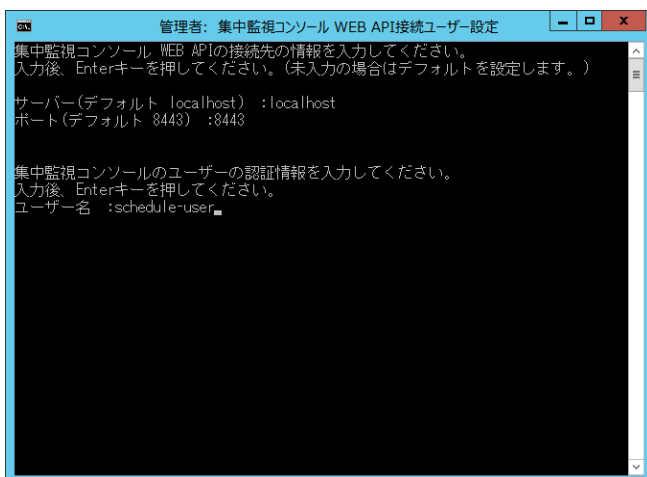 管理者: 集中監視コンソール WEB API接続ユーザー設定
集中監視コンソール WEB APIの接続先の情報を入力してください。
入力後、Enterキーを押してください。(未入力の場合はデフォルトを設定します。)
サーバー(デフォルト localhost) :localhost
ポート(デフォルト 8443) :8443
集中監視コンソールのユーザーの認証情報を入力してください。
入力後、Enterキーを押してください。
ユーザー名 :schedule-user